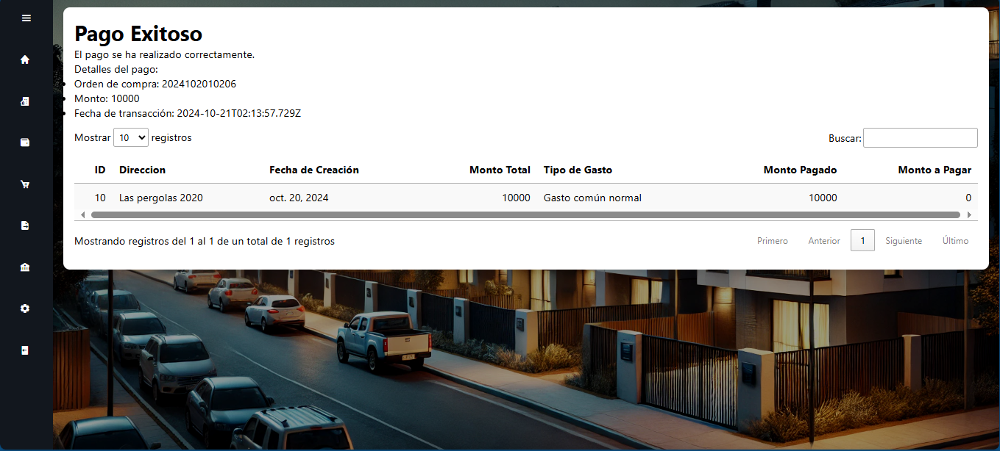 Pago Exitoso
El pago se ha realizado correctamente.
Detalles del pago:
Orden de compra: 2024102010206
Monto: 10000
Fecha de transacción: 2024-10-21T02:13:57.729Z
Mostrar 10 registros Buscar:
ID Direccion Fecha de Creación Monto Total Tipo de Gasto Monto Pagado Monto a Pagar
10 Las pergolas 2020 oct. 20, 2024 10000 Gasto común normal 10000 0
Mostrando registros del 1 al 1 de un total de 1 registros Primero Anterior 1 Siguiente Último